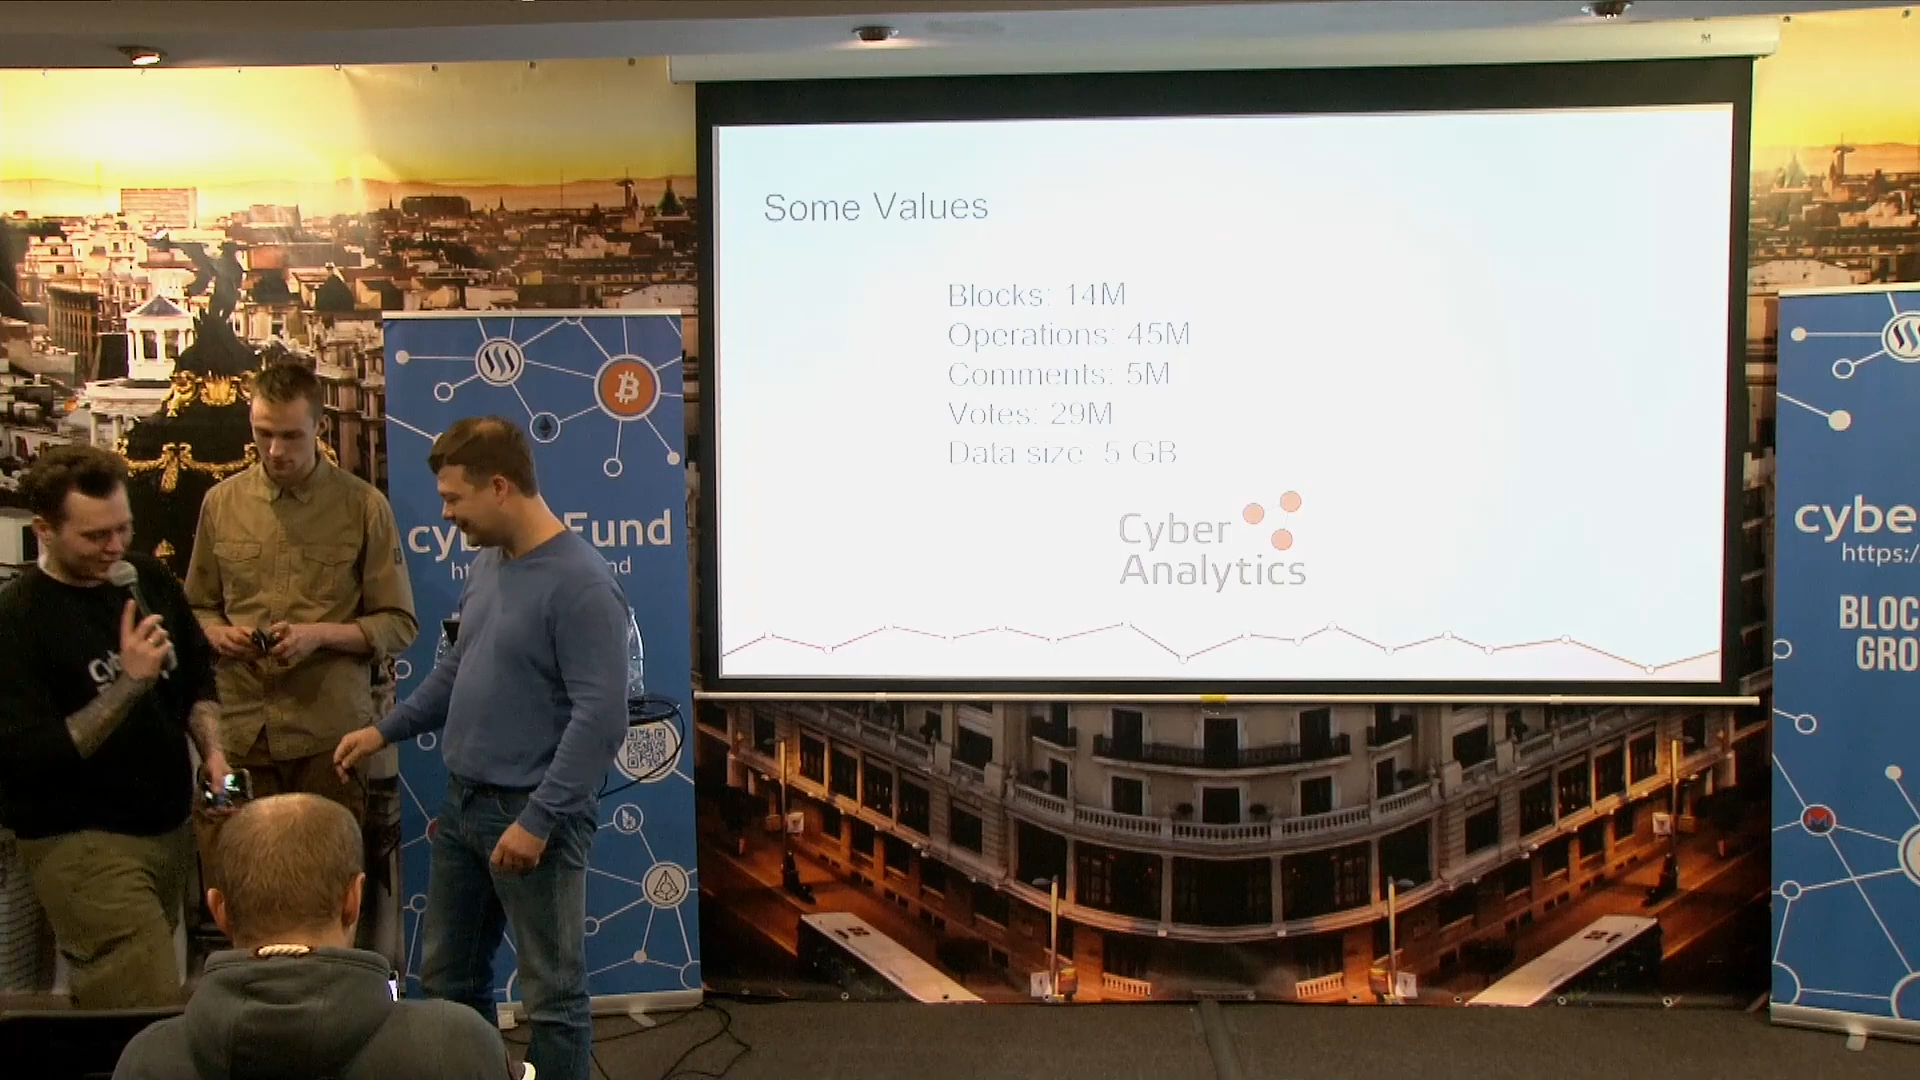 Some Values
Blocks: 14M
Operations: 45M
Comments: 5M
Votes: 29M
Data size: 5 GB
Cyber
Analytics
Fund
cybe
https:/
BLOC
GRO